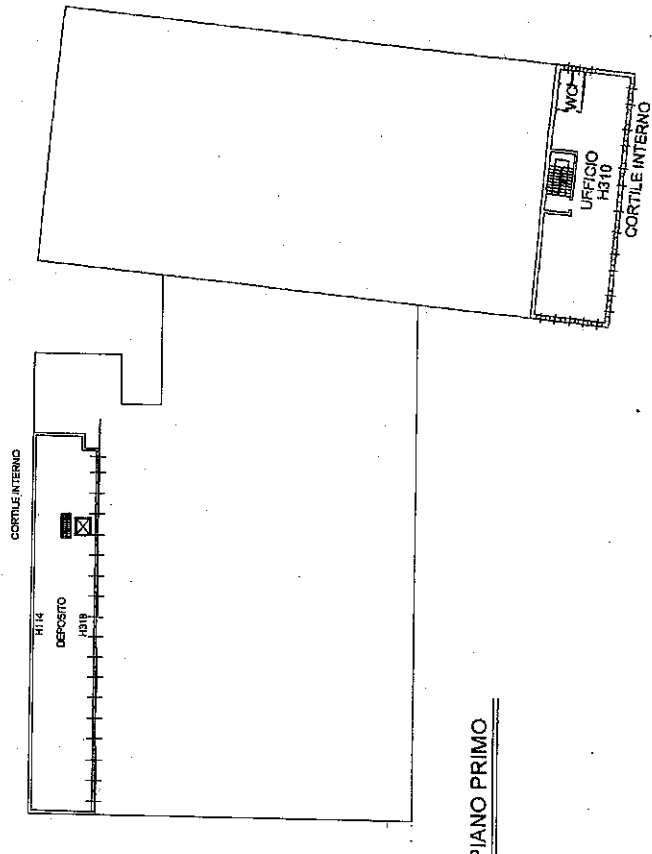 WC
UFFICIO
H310
CORTILE INTERNO
CORTILE INTERNO
H114
DEPOSITO
H318
PIANO PRIMO